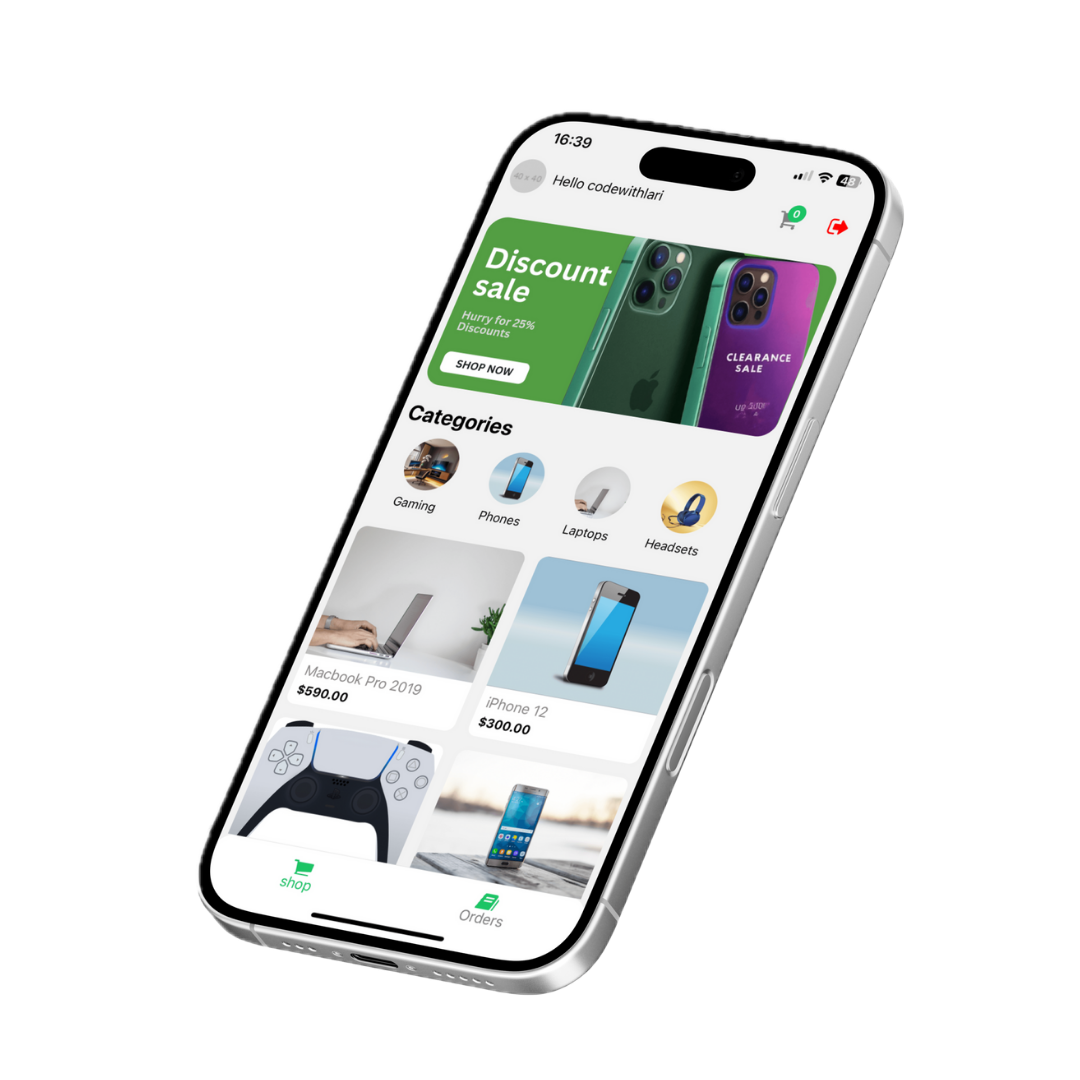 16:39
48
40 x 40
Hello codewithlari
0
Discount
sale
Hurry for 25%
Discounts
SHOP NOW
CLEARANCE
SALE
Categories
Gaming
Phones
Laptops
Headsets
Macbook Pro 2019
$590.00
iPhone 12
$300.00
shop
Orders